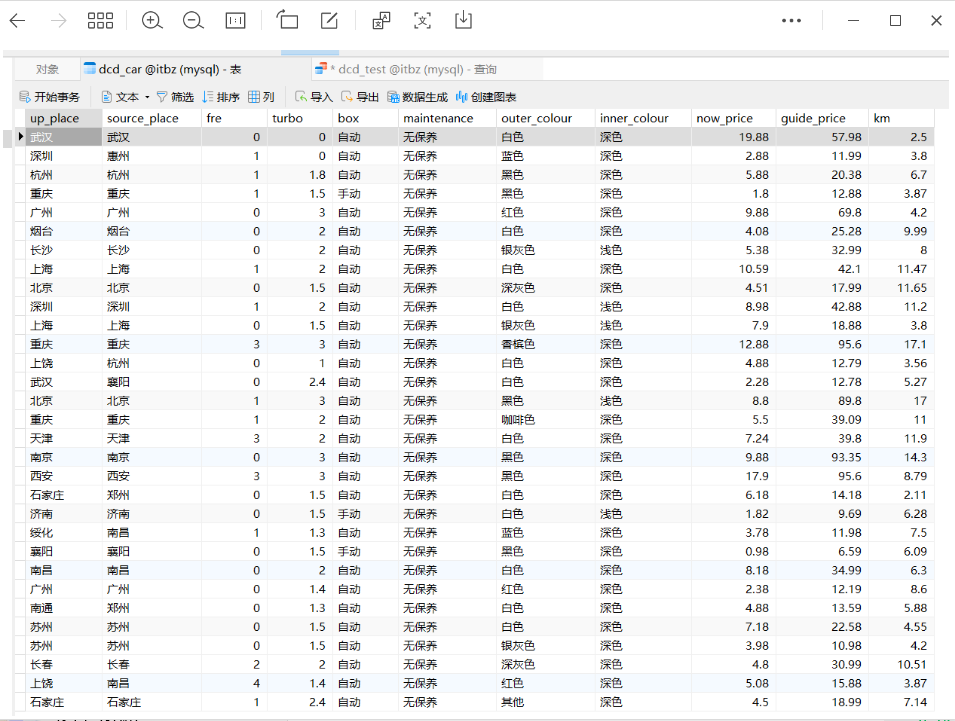 对象 dcd_car @itbz (mysql) - 表 * dcd_test @itbz (mysql) - 查询
开始事务 文本 筛选 排序 列 导入 导出 数据生成 创建图表
up_place source_place fre turbo box maintenance outer_colour inner_colour now_price guide_price km
武汉 武汉 0 0 自动 无保养 白色 深色 19.88 57.98 2.5
深圳 惠州 1 0 自动 无保养 蓝色 深色 2.88 11.99 3.8
杭州 杭州 1 1.8 自动 无保养 黑色 深色 5.88 20.38 6.7
重庆 重庆 1 1.5 手动 无保养 黑色 深色 1.8 12.88 3.87
广州 广州 0 3 自动 无保养 红色 深色 9.88 69.8 4.2
烟台 烟台 0 2 自动 无保养 白色 深色 4.08 25.28 9.99
长沙 长沙 0 2 自动 无保养 银灰色 浅色 5.38 32.99 8
上海 上海 1 2 自动 无保养 白色 深色 10.59 42.1 11.47
北京 北京 0 1.5 自动 无保养 深灰色 深色 4.51 17.99 11.65
深圳 深圳 1 2 自动 无保养 白色 浅色 8.98 42.88 11.2
上海 上海 0 1.5 自动 无保养 银灰色 浅色 7.9 18.88 3.8
重庆 重庆 3 3 自动 无保养 香槟色 深色 12.88 95.6 17.1
上饶 杭州 0 1 自动 无保养 白色 深色 4.88 12.79 3.56
武汉 襄阳 0 2.4 自动 无保养 白色 深色 2.28 12.78 5.27
北京 北京 1 3 自动 无保养 黑色 浅色 8.8 89.8 17
重庆 重庆 1 2 自动 无保养 咖啡色 深色 5.5 39.09 11
天津 天津 3 2 自动 无保养 白色 深色 7.24 39.8 11.9
南京 南京 0 3 自动 无保养 黑色 深色 9.88 93.35 14.3
西安 西安 3 3 自动 无保养 黑色 深色 17.9 95.6 8.79
石家庄 郑州 0 1.5 自动 无保养 白色 深色 6.18 14.18 2.11
济南 济南 0 1.5 手动 无保养 白色 浅色 1.82 9.69 6.28
绥化 南昌 1 1.3 自动 无保养 蓝色 深色 3.78 11.98 7.5
襄阳 襄阳 0 1.5 手动 无保养 黑色 深色 0.98 6.59 6.09
南昌 南昌 0 2 自动 无保养 白色 深色 8.18 34.99 6.3
广州 广州 0 1.4 自动 无保养 红色 深色 2.38 12.19 8.6
南通 郑州 0 1.3 自动 无保养 白色 深色 4.88 13.59 5.88
苏州 苏州 0 1.5 自动 无保养 白色 深色 7.18 22.58 4.55
苏州 苏州 0 1.5 自动 无保养 银灰色 深色 3.98 10.98 4.2
长春 长春 2 2 自动 无保养 深灰色 深色 4.8 30.99 10.51
上饶 南昌 4 1.4 自动 无保养 红色 深色 5.08 15.88 3.87
石家庄 石家庄 1 2.4 自动 无保养 其他 深色 4.5 18.99 7.14